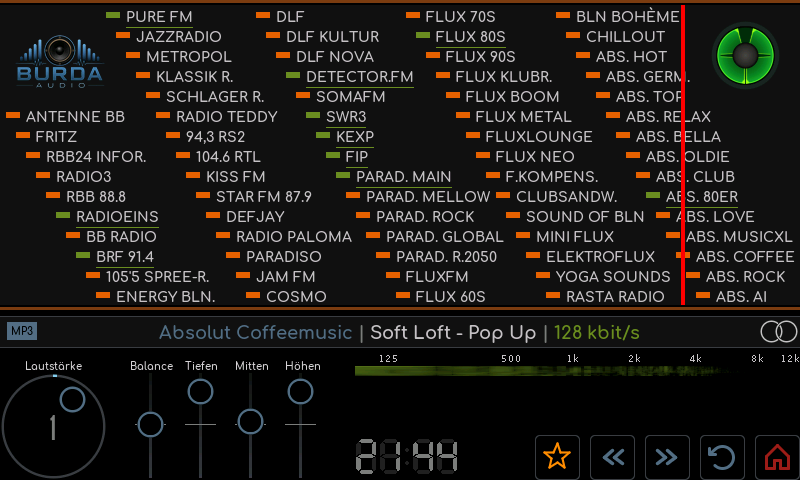 PURE FM
JAZZRADIO
METROPOL
KLASSIK R.
SCHLAGER R.
BURDA
AUDIO
ANTENNE BB
FRITZ
RBB24 INFOR.
RADIO3
RBB 88.8
RADIOEINS
BB RADIO
BRF 91.4
105'5 SPREE-R.
ENERGY BLN.
RADIO TEDDY
94,3 RS2
104.6 RTL
KISS FM
STAR FM 87.9
DEFJAY
RADIO PALOMA
PARADISO
JAM FM
COSMO
DLF
DLF KULTUR
DLF NOVA
DETECTOR.FM
SOMAFM
SWR3
KEXP
FIP
PARAD. MAIN
PARAD. MELLOW
PARAD. ROCK
PARAD. GLOBAL
PARAD. R.2050
FLUXFM
FLUX 60S
FLUX 70S
FLUX 80S
FLUX 90S
FLUX KLUBR.
FLUX BOOM
FLUX METAL
FLUXLOUNGE
FLUX NEO
F.KOMPENS.
CLUBSANDW.
SOUND OF BLN
MINI FLUX
ELEKTROFLUX
YOGA SOUNDS
RASTA RADIO
BLN BOHÈME
CHILLOUT
ABS. HOT
ABS. GERM.
ABS. TOP
ABS. RELAX
ABS. BELLA
ABS. OLDIE
ABS. CLUB
ABS. 80ER
ABS. LOVE
ABS. MUSICXL
ABS. COFFEE
ABS. ROCK
ABS. AI
MP3
Absolut Coffeemusic | Soft Loft - Pop Up | 128 kbit/s
Lautstärke
1
Balance Tiefen Mitten Höhen
125 500 1k 2k 4k 8k 12k
21:44